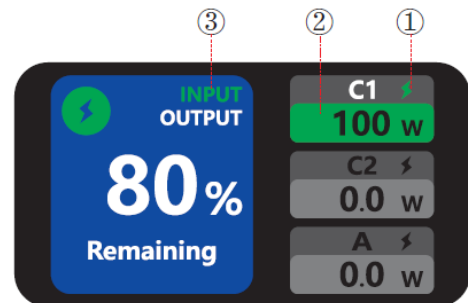 ③ ② ①
INPUT
OUTPUT
80%
Remaining
C1
100 W
C2
0.0 W
A
0.0 W